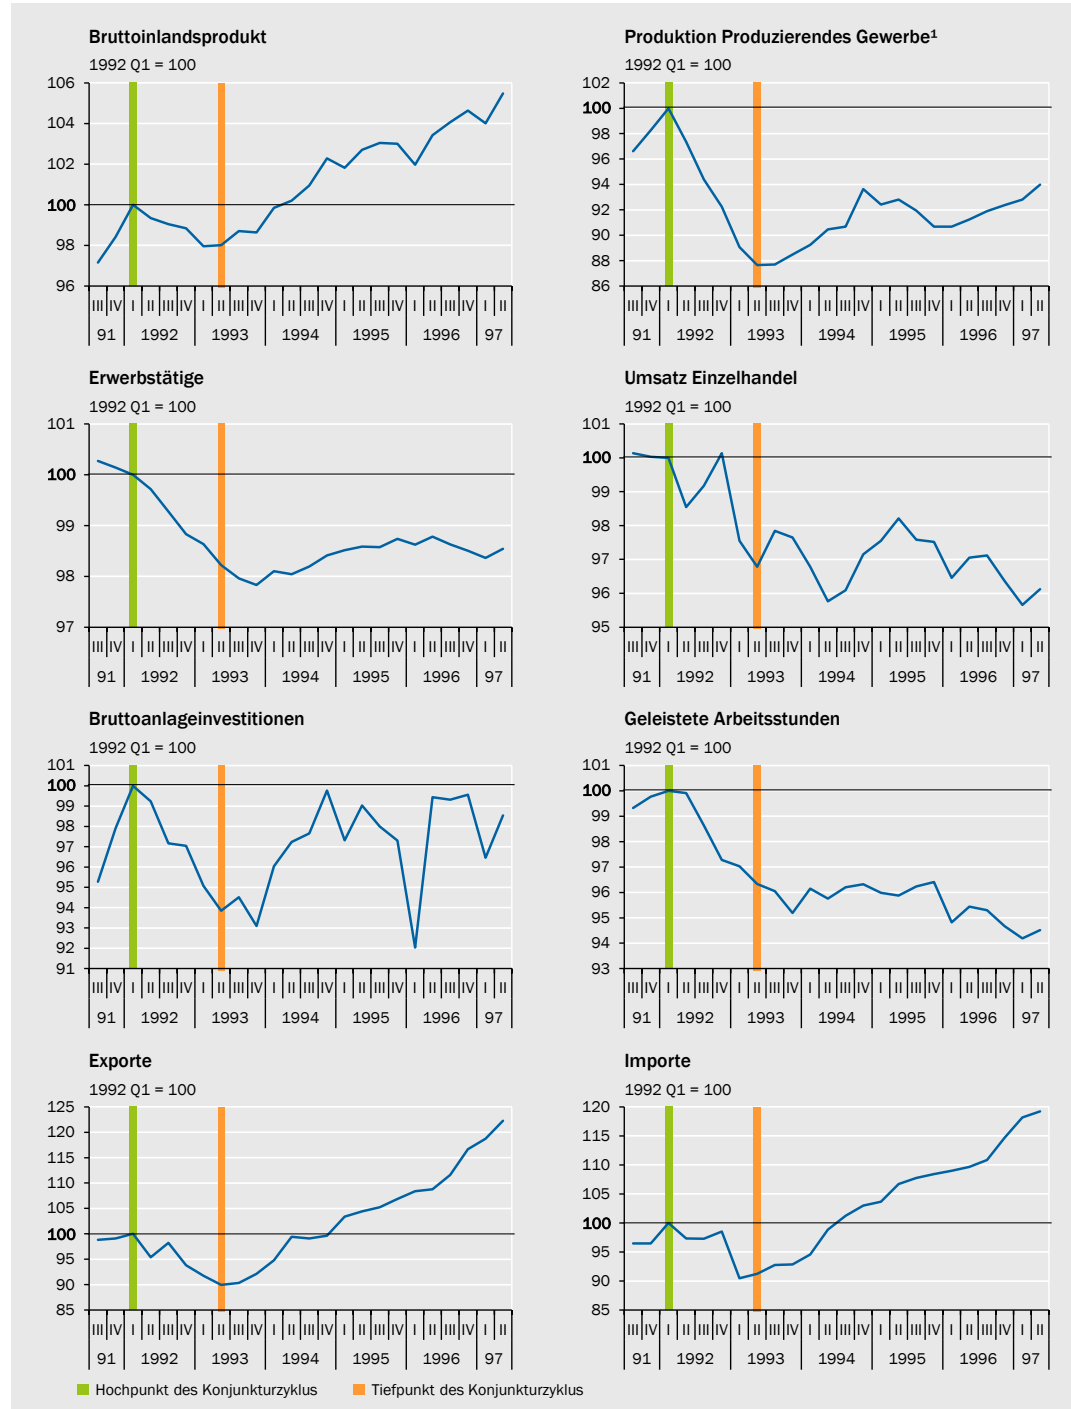 Bruttoinlandsprodukt
1992 Q1 = 100
106
104
102
100
98
96
III IV I II III IV I II III IV I II III IV I II III IV I II III IV I II
91 1992 1993 1994 1995 1996 97
Produktion Produzierendes Gewerbe¹
1992 Q1 = 100
102
100
98
96
94
92
90
88
86
III IV I II III IV I II III IV I II III IV I II III IV I II III IV I II
91 1992 1993 1994 1995 1996 97
Erwerbstätige
1992 Q1 = 100
101
100
99
98
97
III IV I II III IV I II III IV I II III IV I II III IV I II III IV I II
91 1992 1993 1994 1995 1996 97
Umsatz Einzelhandel
1992 Q1 = 100
101
100
99
98
97
96
95
III IV I II III IV I II III IV I II III IV I II III IV I II III IV I II
91 1992 1993 1994 1995 1996 97
Bruttoanlageinvestitionen
1992 Q1 = 100
101
100
99
98
97
96
95
94
93
92
91
III IV I II III IV I II III IV I II III IV I II III IV I II III IV I II
91 1992 1993 1994 1995 1996 97
Geleistete Arbeitsstunden
1992 Q1 = 100
101
100
99
98
97
96
95
94
93
III IV I II III IV I II III IV I II III IV I II III IV I II III IV I II
91 1992 1993 1994 1995 1996 97
Exporte
1992 Q1 = 100
125
120
115
110
105
100
95
90
85
III IV I II III IV I II III IV I II III IV I II III IV I II III IV I II
91 1992 1993 1994 1995 1996 97
Importe
1992 Q1 = 100
120
115
110
105
100
95
90
85
III IV I II III IV I II III IV I II III IV I II III IV I II III IV I II
91 1992 1993 1994 1995 1996 97
Hochpunkt des Konjunkturzyklus Tiefpunkt des Konjunkturzyklus